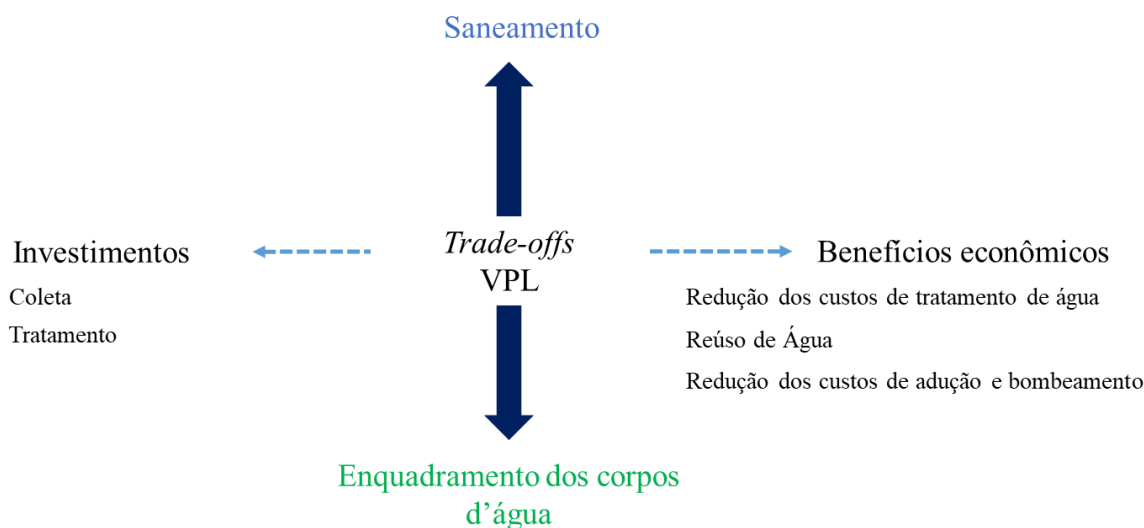 Saneamento
Investimentos
Coleta
Tratamento
Trade-offs
VPL
Benefícios econômicos
Redução dos custos de tratamento de água
Reúso de Água
Redução dos custos de adução e bombeamento
Enquadramento dos corpos
d’água